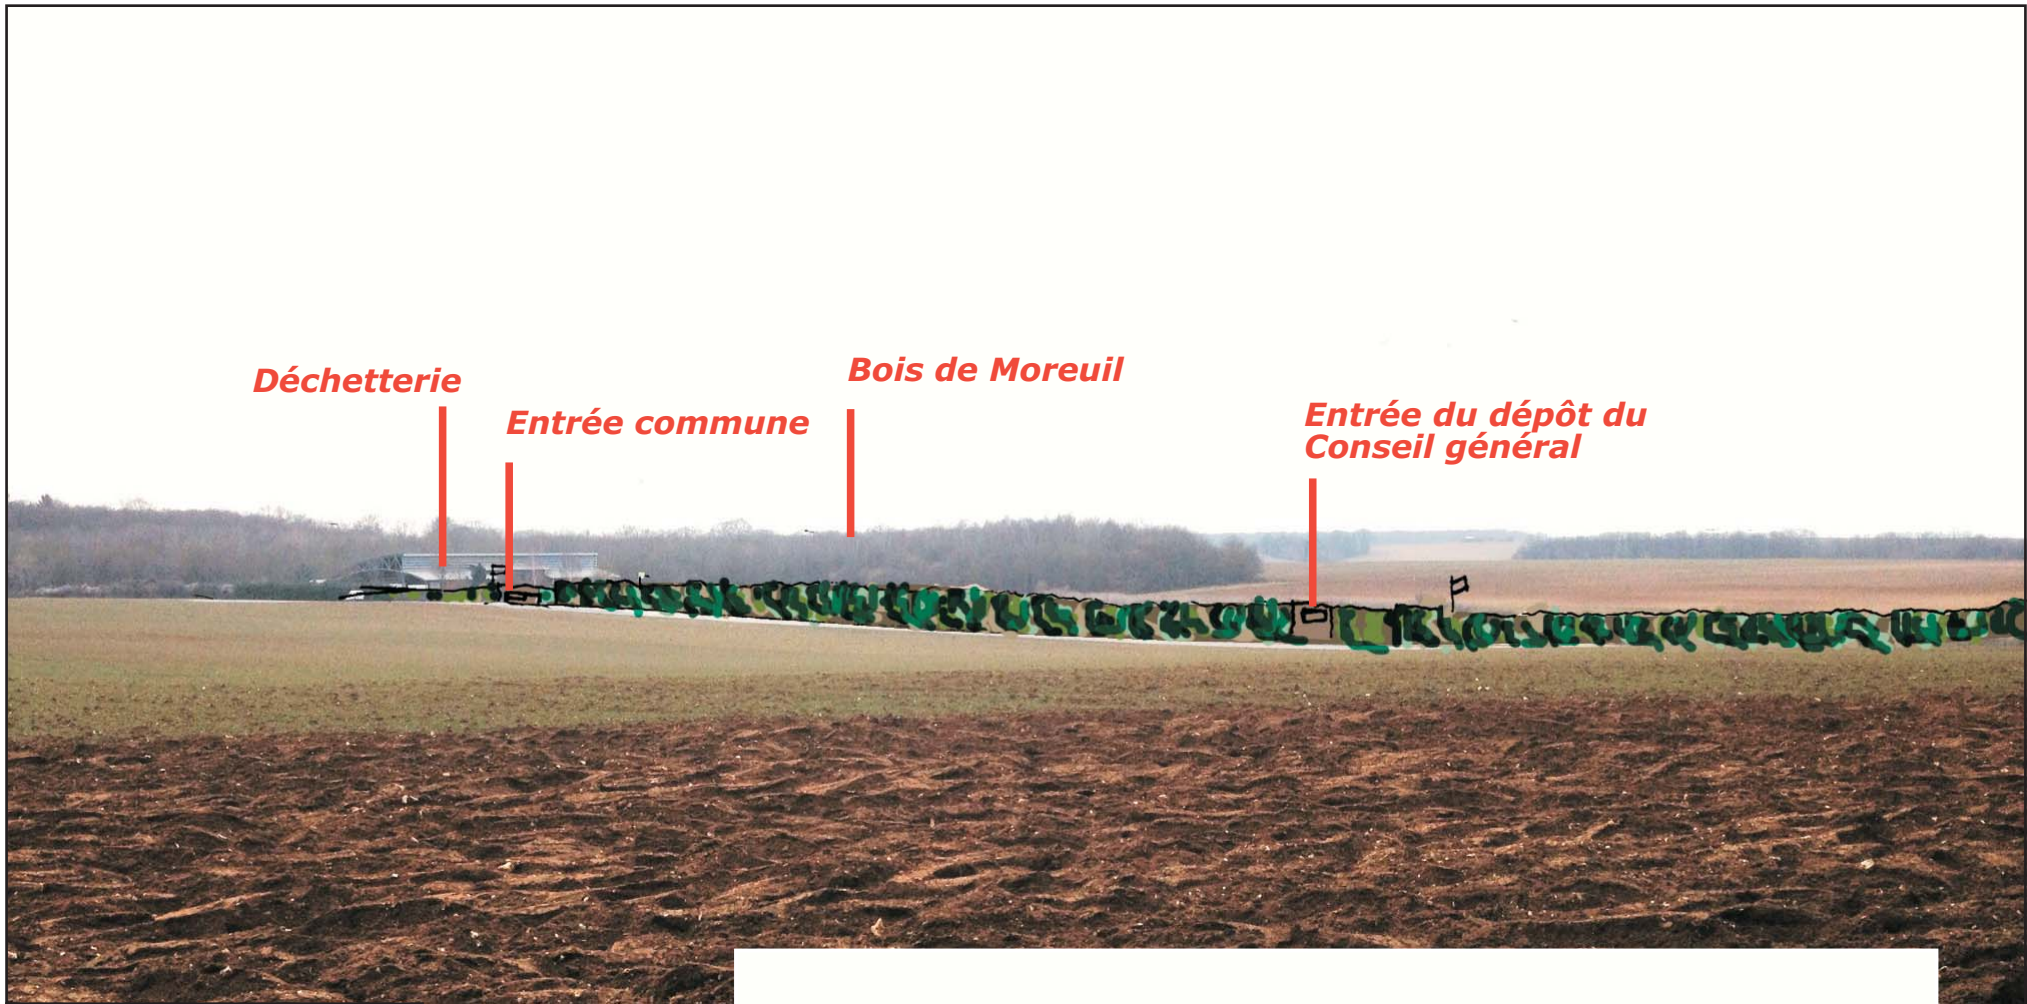 Déchetterie
Entrée commune
Bois de Moreuil
Entrée du dépôt du
Conseil général